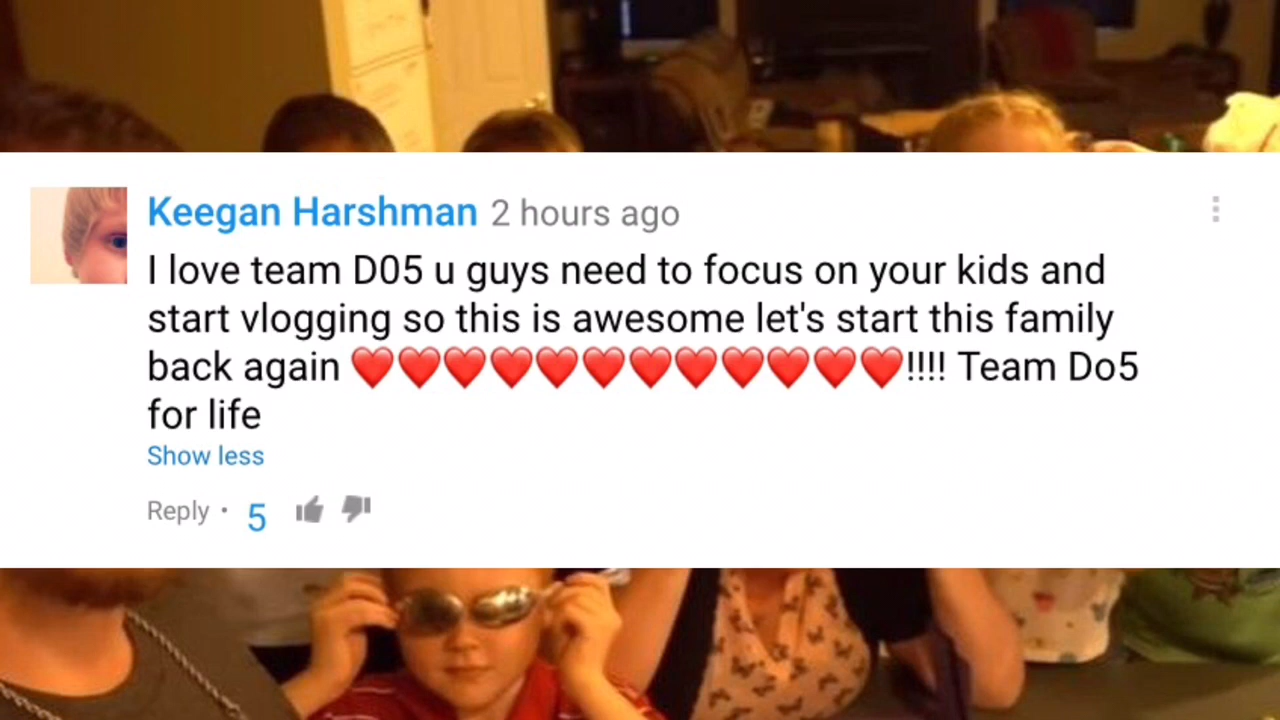 Keegan Harshman 2 hours ago
I love team D05 u guys need to focus on your kids and
start vlogging so this is awesome let's start this family
back again ❤️❤️❤️❤️❤️❤️❤️❤️❤️❤️❤️❤️!!!! Team Do5
for life
Show less
Reply • 5